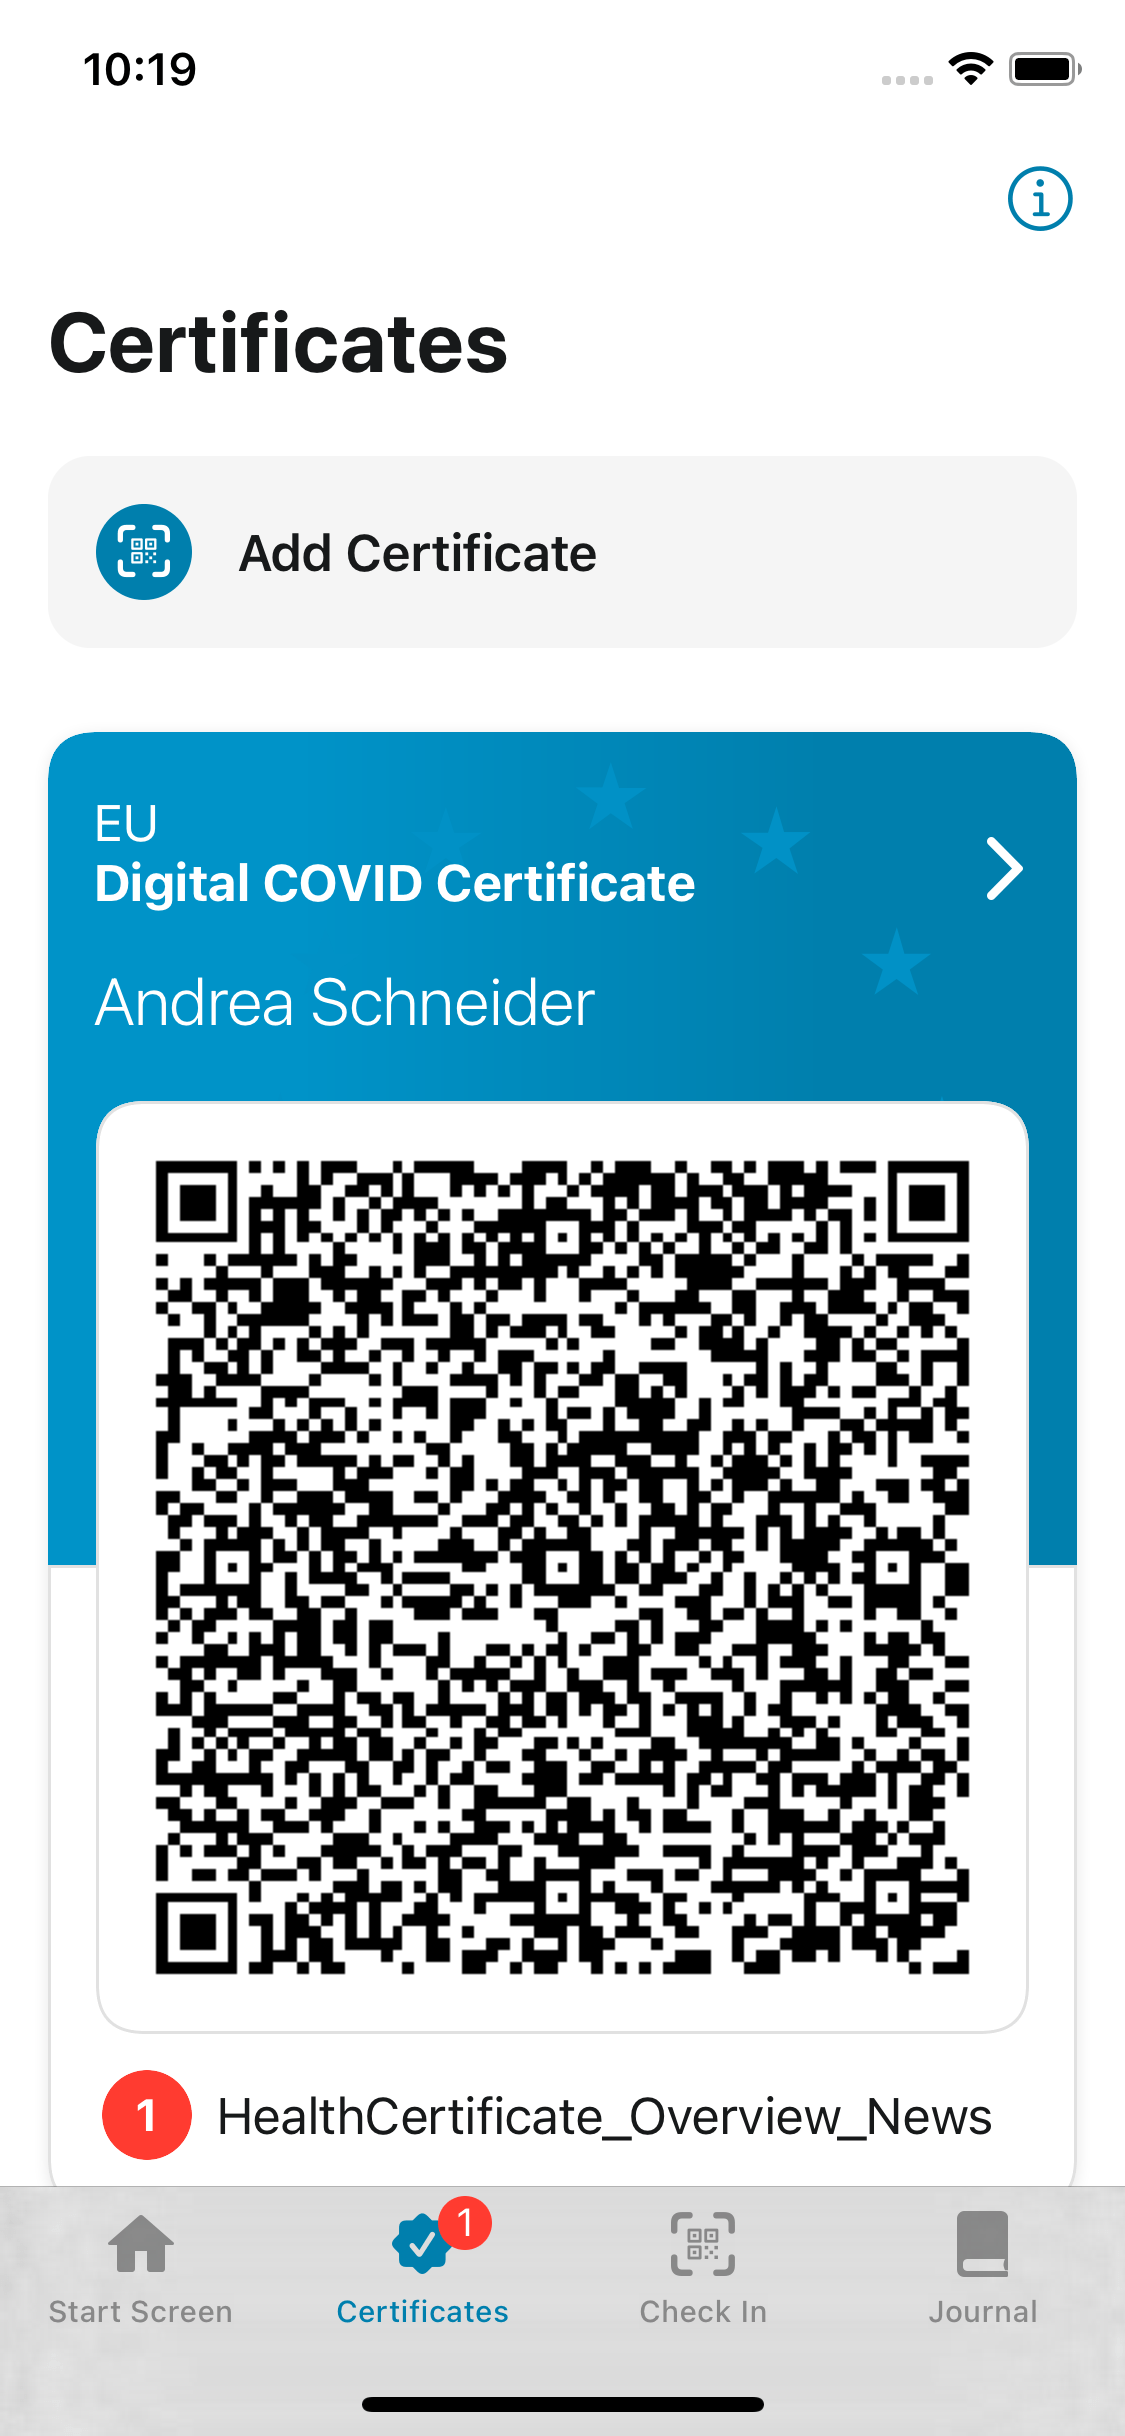 10:19
Certificates
Add Certificate
EU
Digital COVID Certificate
Andrea Schneider
1 HealthCertificate_Overview_News
1
Start Screen Certificates Check In Journal